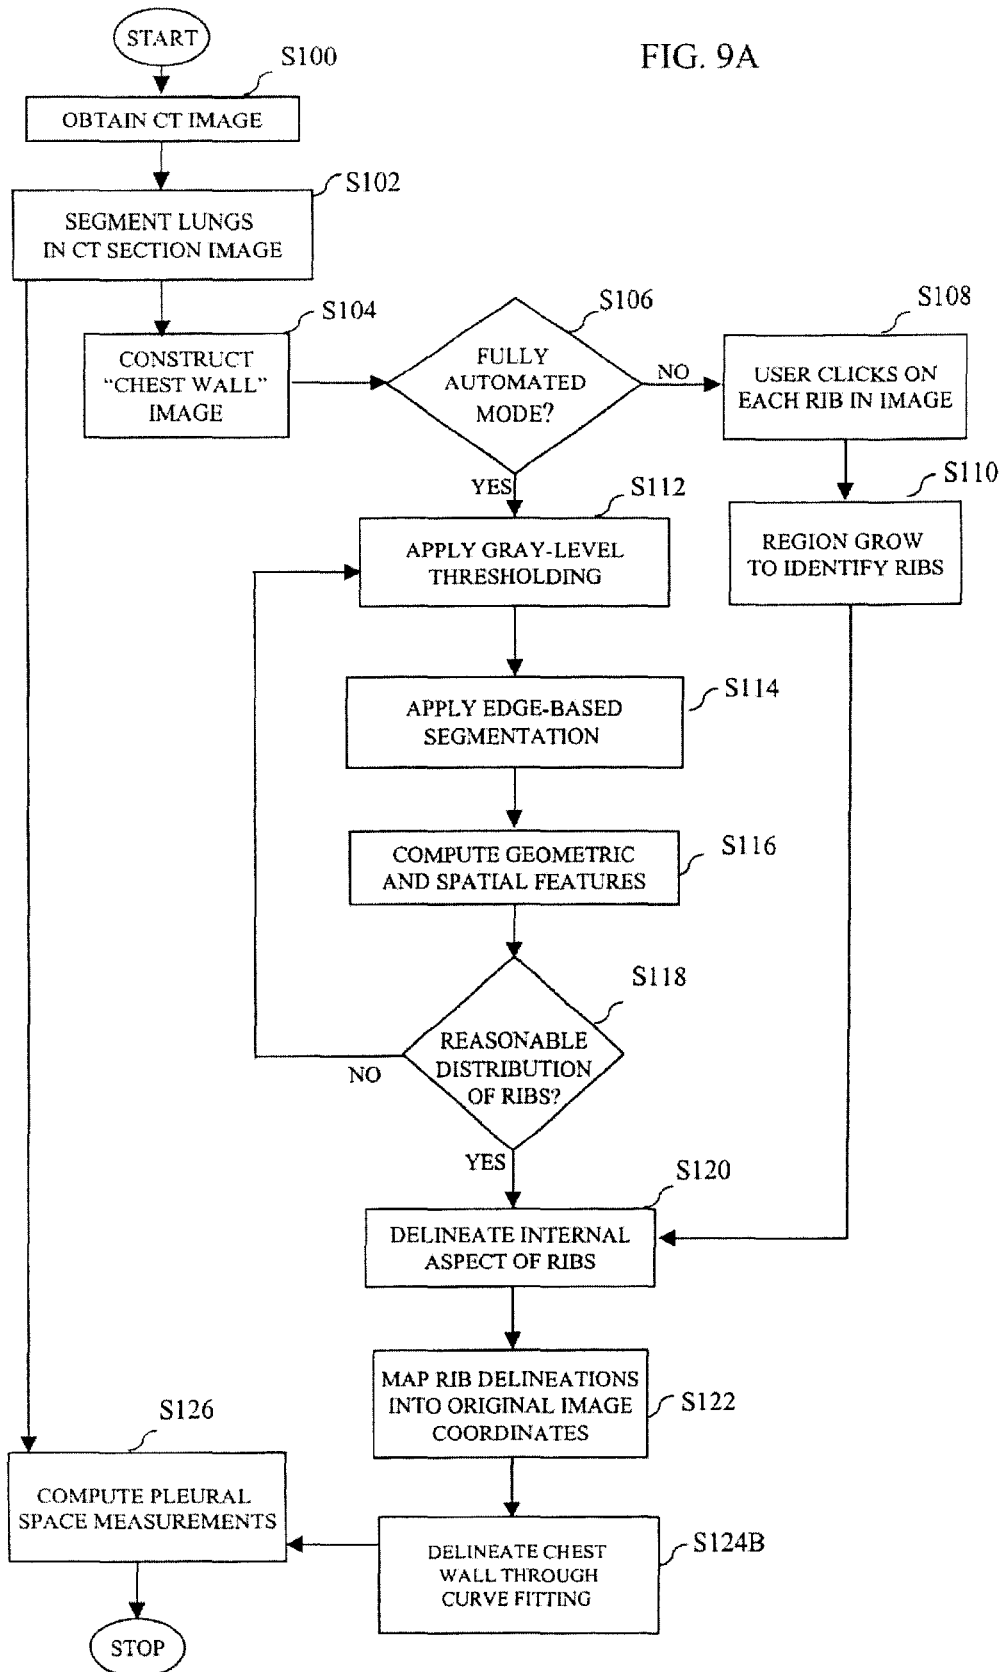 START
FIG. 9A
S100
OBTAIN CT IMAGE
S102
SEGMENT LUNGS
IN CT SECTION IMAGE
S104
CONSTRUCT
"CHEST WALL"
IMAGE
S106
FULLY
AUTOMATED
MODE?
NO
S108
USER CLICKS ON
EACH RIB IN IMAGE
S110
REGION GROW
TO IDENTIFY RIBS
YES
S112
APPLY GRAY-LEVEL
THRESHOLDING
S114
APPLY EDGE-BASED
SEGMENTATION
S116
COMPUTE GEOMETRIC
AND SPATIAL FEATURES
S118
REASONABLE
DISTRIBUTION
OF RIBS?
NO
YES
S120
DELINEATE INTERNAL
ASPECT OF RIBS
S122
MAP RIB DELINEATIONS
INTO ORIGINAL IMAGE
COORDINATES
S124B
DELINEATE CHEST
WALL THROUGH
CURVE FITTING
S126
COMPUTE PLEURAL
SPACE MEASUREMENTS
STOP